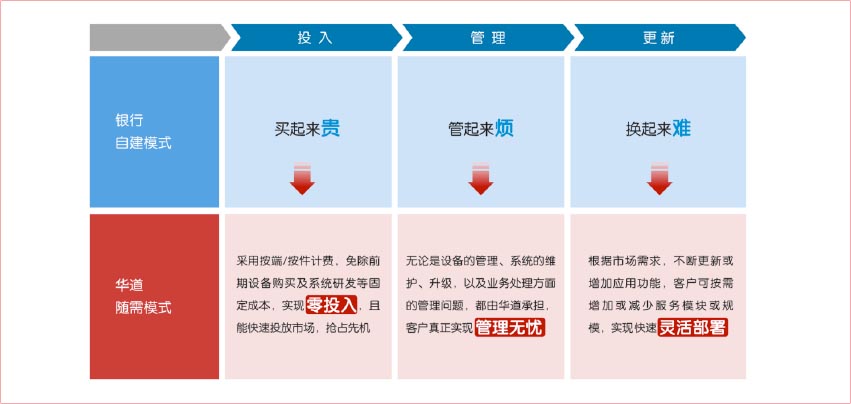 投入
管理
更新
银行
自建模式
买起来贵
管起来烦
换起来难
华道
随需模式
采用按端/按件计费，免除前
期设备购买及系统研发等固
定成本，实现零投入，且
能快速投放市场，抢占先机
无论是设备的管理、系统的维
护、升级，以及业务处理方面
的管理问题，都由华道承担，
客户真正实现管理无忧
根据市场需求，不断更新或
增加应用功能，客户可按需
增加或减少服务模块或规
模，实现快速灵活部署